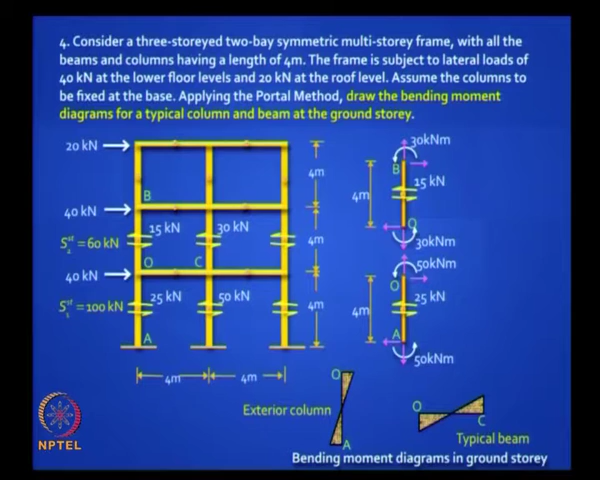 4. Consider a three-storeyed two-bay symmetric multi-storey frame, with all the
beams and columns having a length of 4m. The frame is subject to lateral loads of
40 kN at the lower floor levels and 20 kN at the roof level. Assume the columns to
be fixed at the base. Applying the Portal Method, draw the bending moment
diagrams for a typical column and beam at the ground storey.
20 kN
4m
30kNm
B
15 kN
4m
O
30kNm
B
40 kN
15 kN
30 kN
4m
S₂ˢᵗ = 60 kN
O
C
40 kN
50kNm
O
25 kN
4m
A
50kNm
25 kN
50 kN
4m
S₁ˢᵗ = 100 kN
A
4m
4m
O
Exterior column
A
O
C
Typical beam
Bending moment diagrams in ground storey
NPTEL